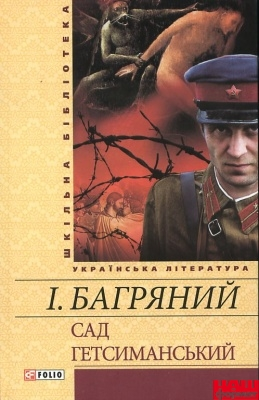 ШКІЛЬНА БІБЛІОТЕКА
УКРАЇНСЬКА ЛІТЕРАТУРА
І. БАГРЯНИЙ
САД
ГЕТСИМАНСЬКИЙ
FOLIO